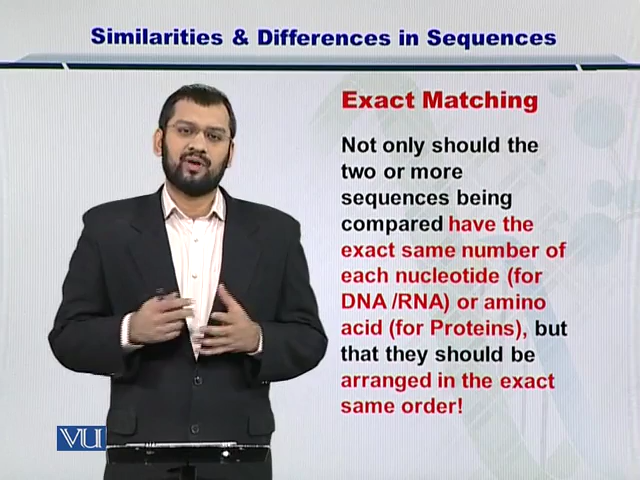 Similarities & Differences in Sequences
Exact Matching
Not only should the
two or more
sequences being
compared have the
exact same number of
each nucleotide (for
DNA /RNA) or amino
acid (for Proteins), but
that they should be
arranged in the exact
same order!
VU